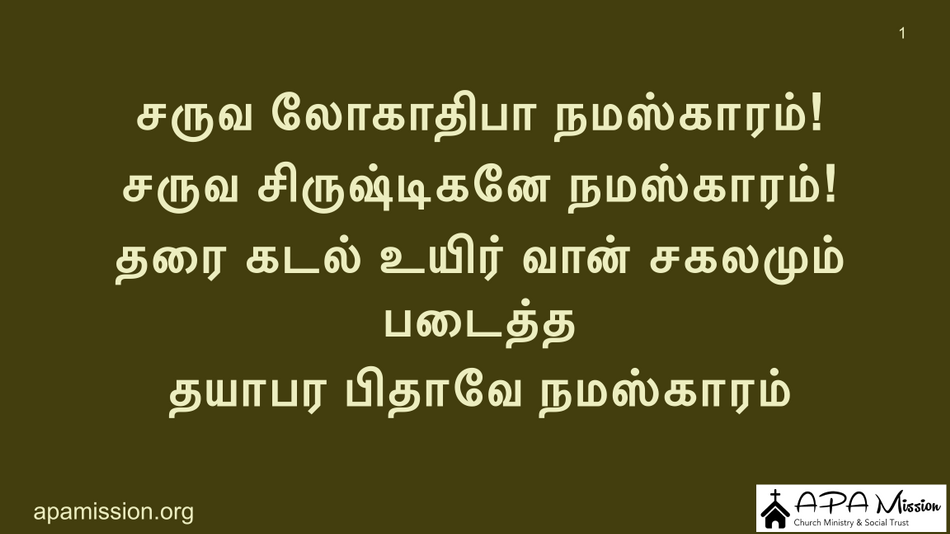 1
சருவ லோகாதிபா நமஸ்காரம்!
சருவ சிருஷ்டிகனே நமஸ்காரம்!
தரை கடல் உயிர் வான் சகலமும்
படைத்த
தயாபர பிதாவே நமஸ்காரம்
apamission.org
APA Mission
Church Ministry & Social Trust